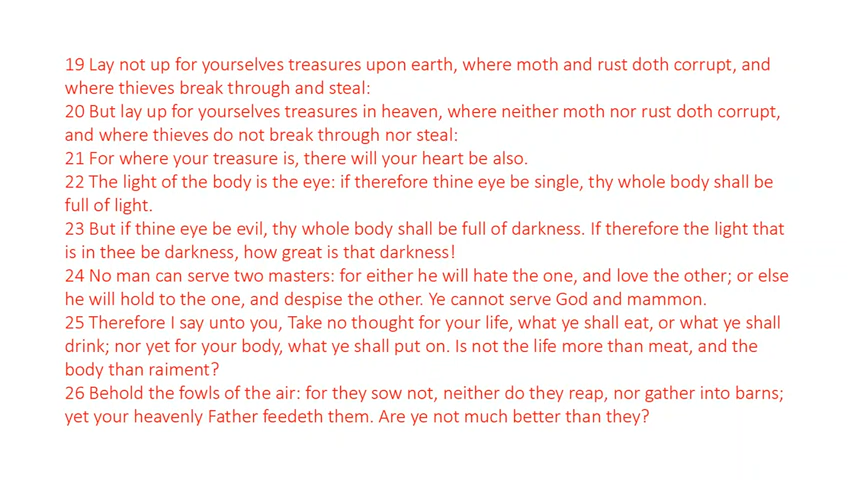 19 Lay not up for yourselves treasures upon earth, where moth and rust doth corrupt, and
where thieves break through and steal:
20 But lay up for yourselves treasures in heaven, where neither moth nor rust doth corrupt,
and where thieves do not break through nor steal:
21 For where your treasure is, there will your heart be also.
22 The light of the body is the eye: if therefore thine eye be single, thy whole body shall be
full of light.
23 But if thine eye be evil, thy whole body shall be full of darkness. If therefore the light that
is in thee be darkness, how great is that darkness!
24 No man can serve two masters: for either he will hate the one, and love the other; or else
he will hold to the one, and despise the other. Ye cannot serve God and mammon.
25 Therefore I say unto you, Take no thought for your life, what ye shall eat, or what ye shall
drink; nor yet for your body, what ye shall put on. Is not the life more than meat, and the
body than raiment?
26 Behold the fowls of the air: for they sow not, neither do they reap, nor gather into barns;
yet your heavenly Father feedeth them. Are ye not much better than they?